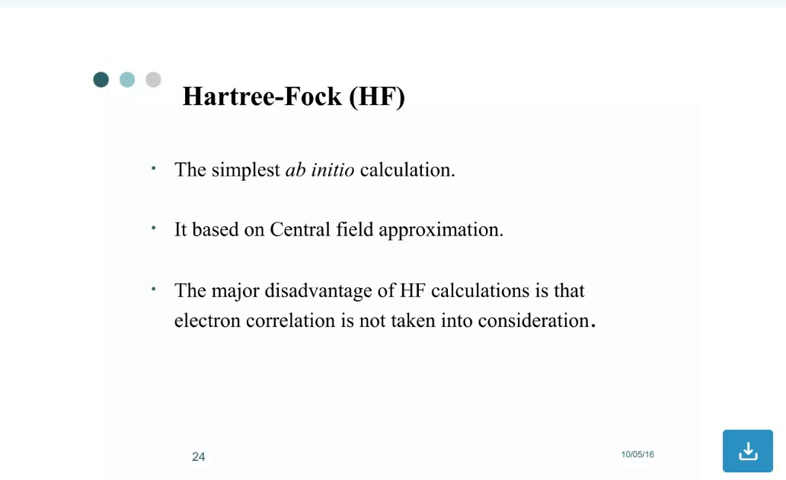 Hartree-Fock (HF)
• The simplest ab initio calculation.
• It based on Central field approximation.
• The major disadvantage of HF calculations is that
electron correlation is not taken into consideration.
24
10/05/16